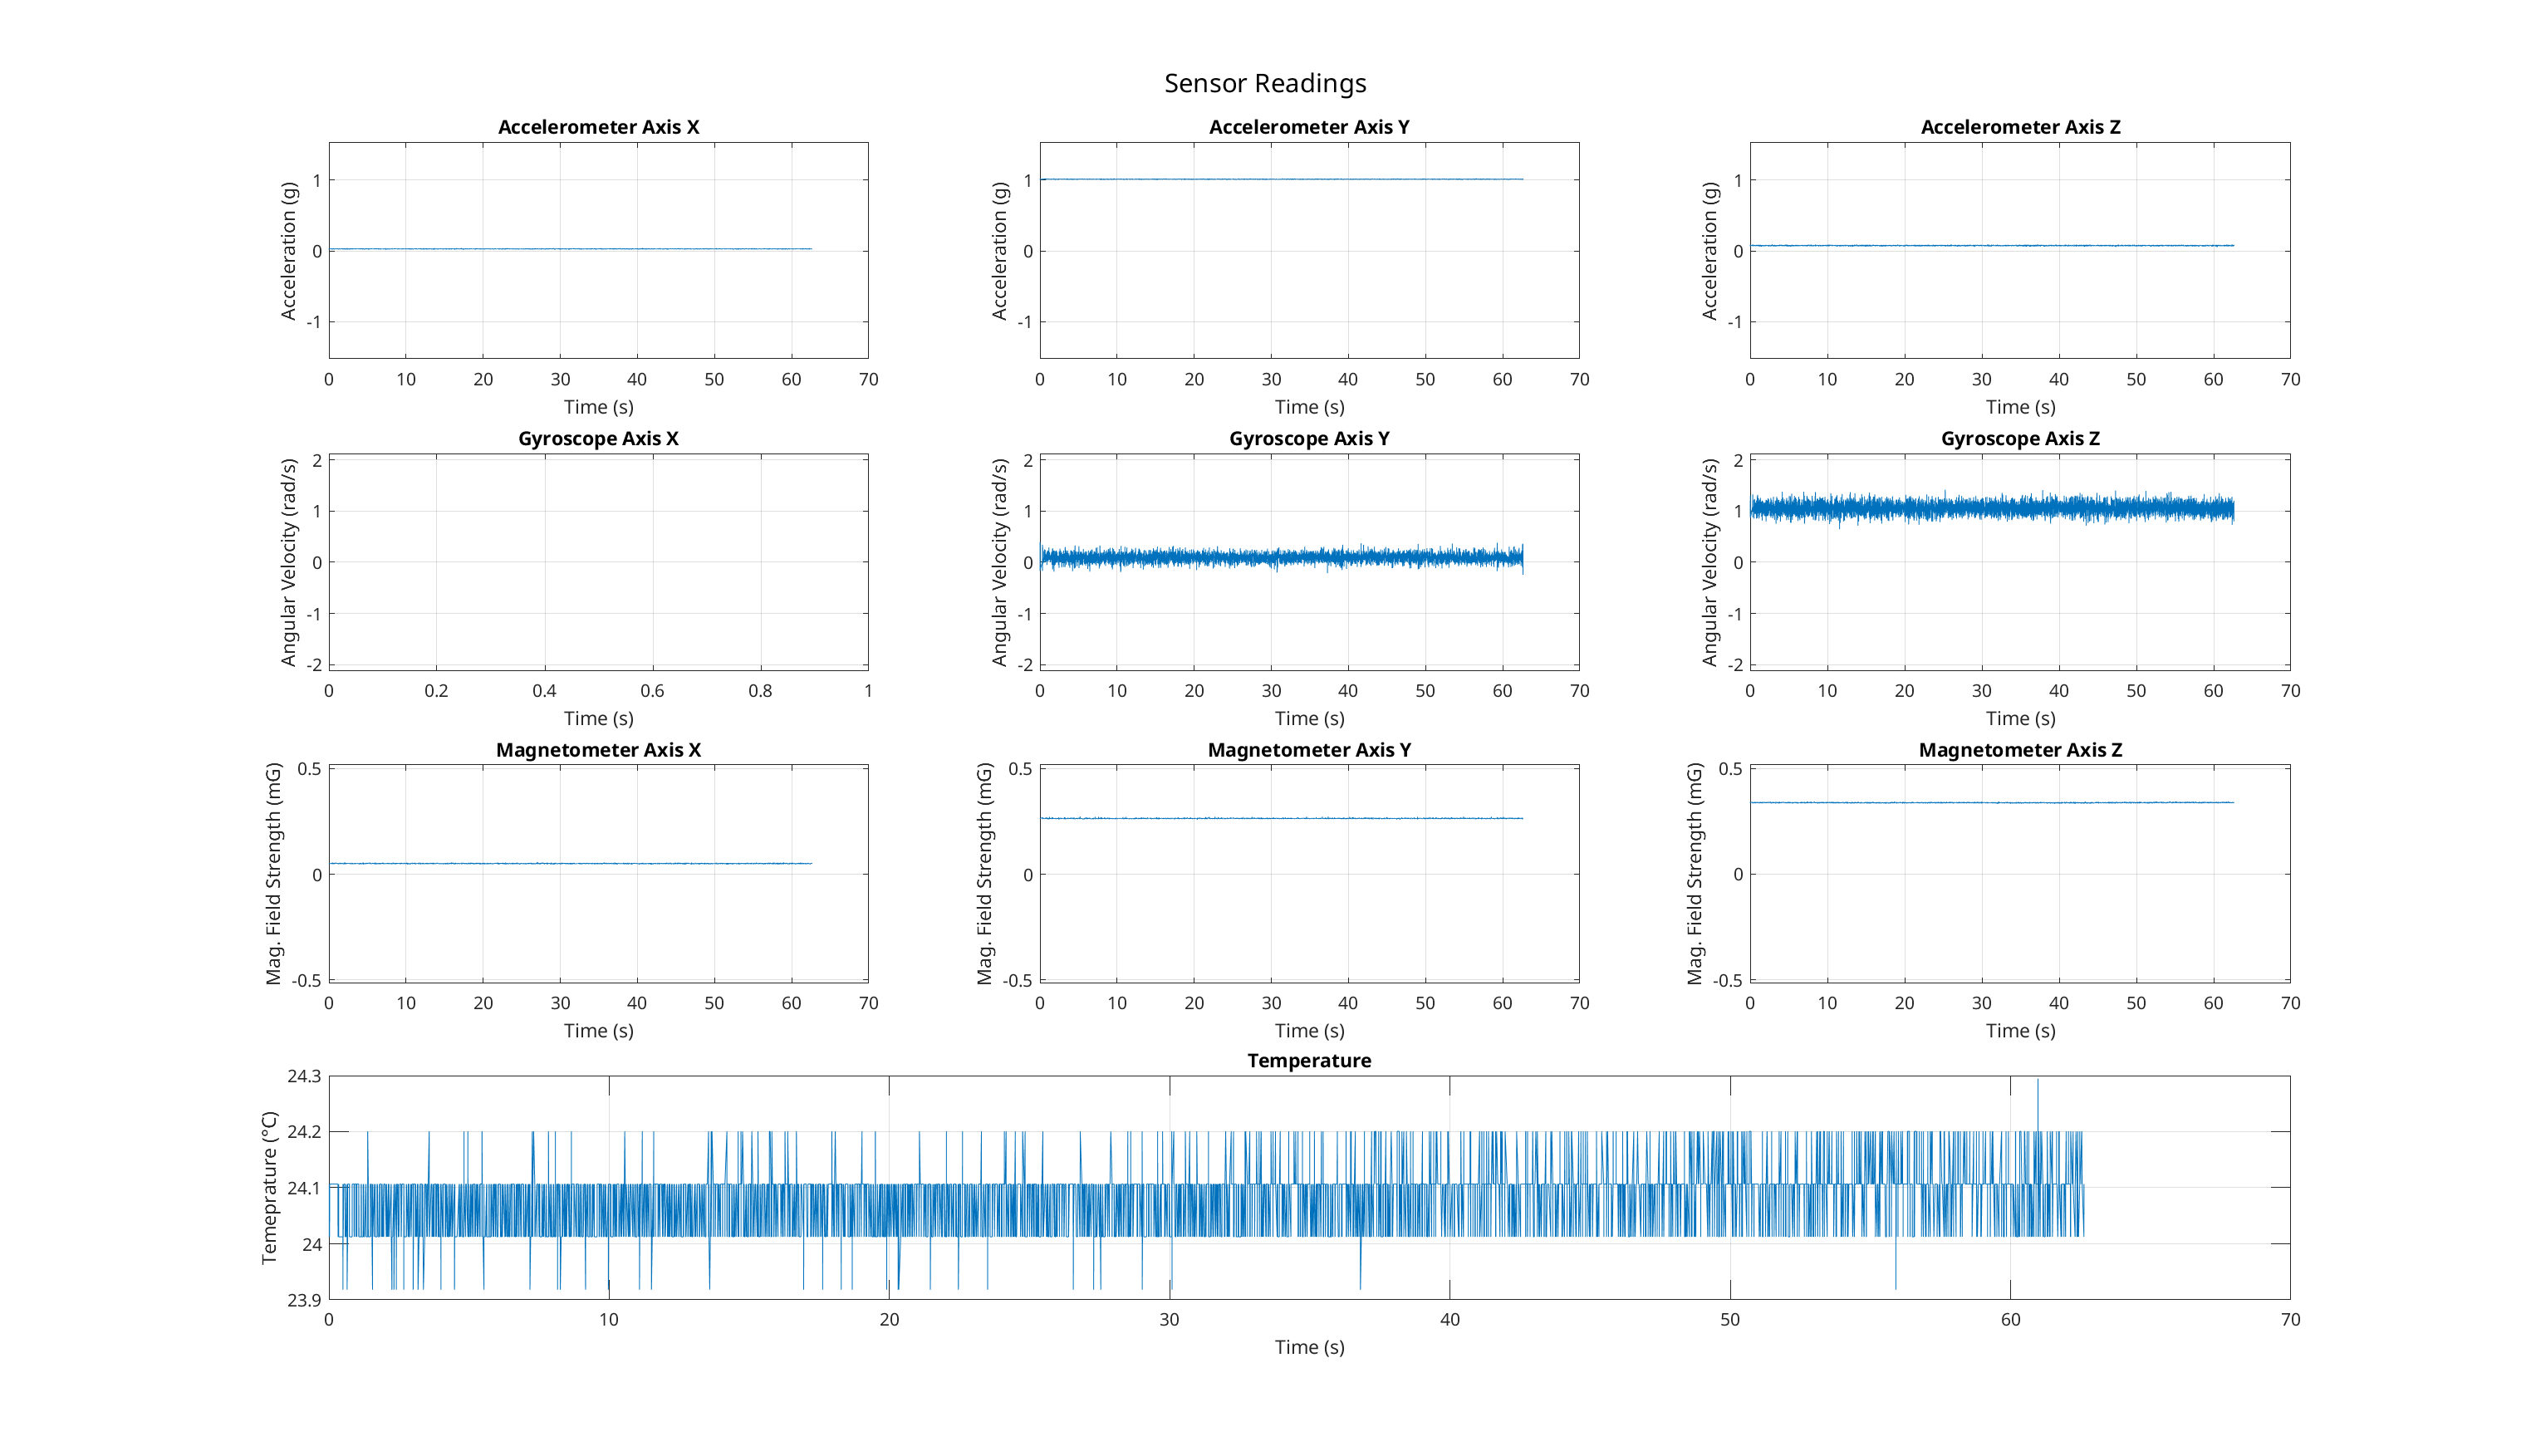 Sensor Readings
Accelerometer Axis X
Accelerometer Axis Y
Accelerometer Axis Z
Acceleration (g)
1
0
-1
0 10 20 30 40 50 60 70
Time (s)
Acceleration (g)
1
0
-1
0 10 20 30 40 50 60 70
Time (s)
Acceleration (g)
1
0
-1
0 10 20 30 40 50 60 70
Time (s)
Gyroscope Axis X
Gyroscope Axis Y
Gyroscope Axis Z
Angular Velocity (rad/s)
2
1
0
-1
-2
0 0.2 0.4 0.6 0.8 1
Time (s)
Angular Velocity (rad/s)
2
1
0
-1
-2
0 10 20 30 40 50 60 70
Time (s)
Angular Velocity (rad/s)
2
1
0
-1
-2
0 10 20 30 40 50 60 70
Time (s)
Magnetometer Axis X
Magnetometer Axis Y
Magnetometer Axis Z
Mag. Field Strength (mG)
0.5
0
-0.5
0 10 20 30 40 50 60 70
Time (s)
Mag. Field Strength (mG)
0.5
0
-0.5
0 10 20 30 40 50 60 70
Time (s)
Mag. Field Strength (mG)
0.5
0
-0.5
0 10 20 30 40 50 60 70
Time (s)
Temperature
Temeprature (°C)
24.3
24.2
24.1
24
23.9
0 10 20 30 40 50 60 70
Time (s)